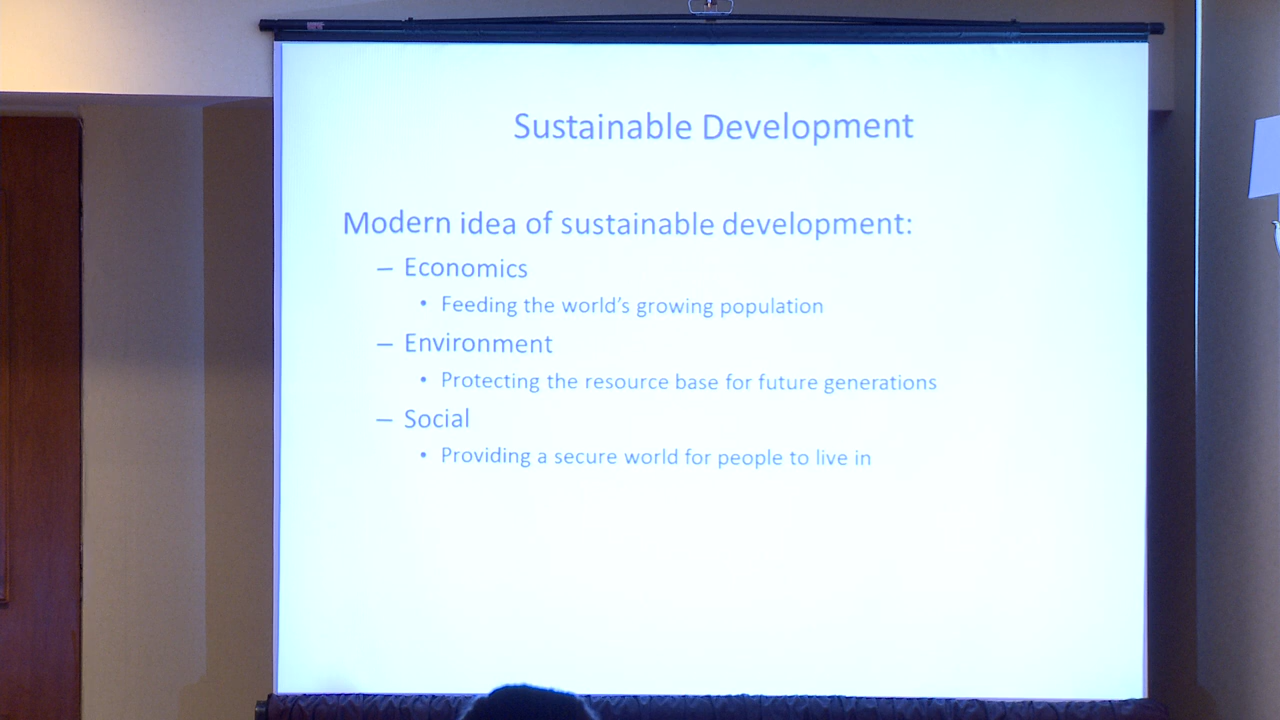 Sustainable Development
Modern idea of sustainable development:
– Economics
• Feeding the world's growing population
– Environment
• Protecting the resource base for future generations
– Social
• Providing a secure world for people to live in